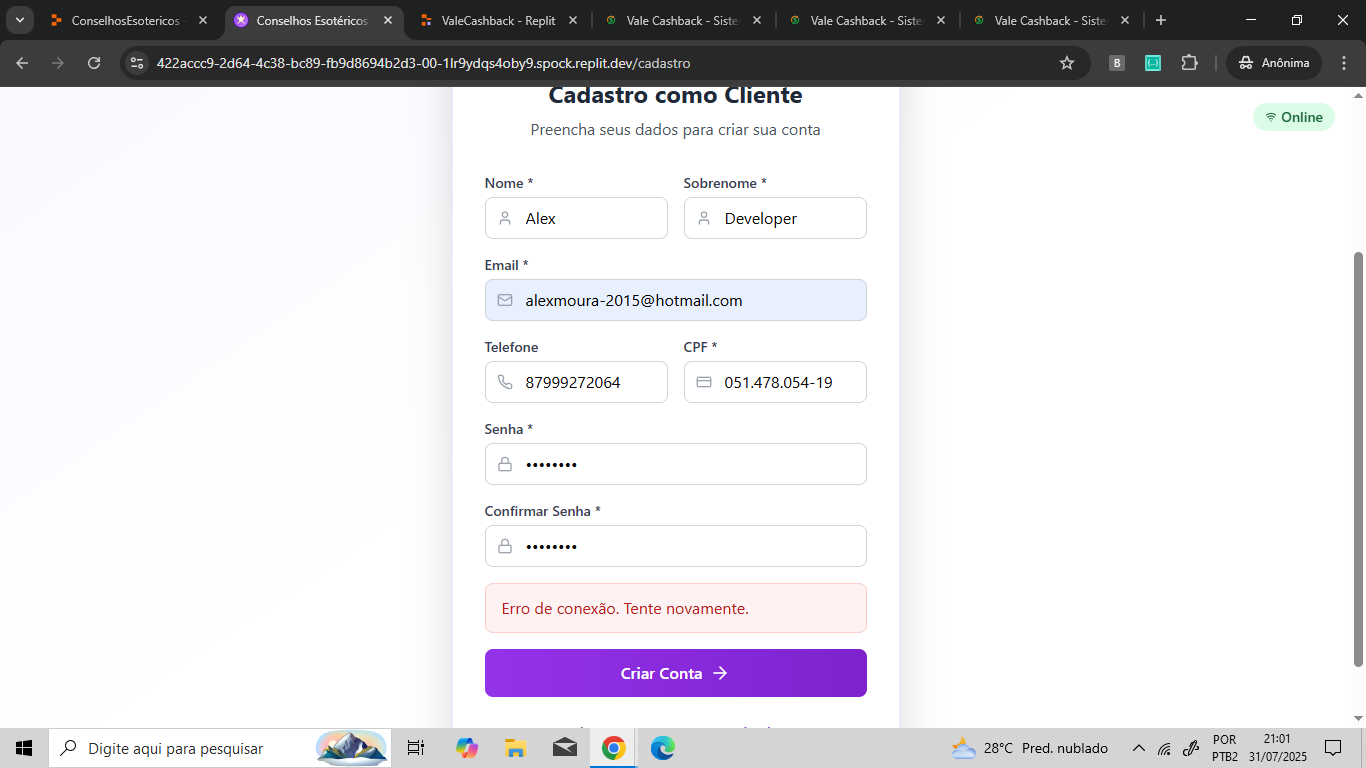 ConselhosEsotericos
Conselhos Esotéricos
ValeCashback - Replit
Vale Cashback - Siste
Vale Cashback - Siste
Vale Cashback - Siste
422accc9-2d64-4c38-bc89-fb9d8694b2d3-00-1lr9ydqs4oby9.spock.replit.dev/cadastro
B
Anônima
Cadastro como Cliente
Preencha seus dados para criar sua conta
Online
Nome *
Sobrenome *
Alex
Developer
Email *
alexmoura-2015@hotmail.com
Telefone
CPF *
87999272064
051.478.054-19
Senha *
••••••••
Confirmar Senha *
••••••••
Erro de conexão. Tente novamente.
Criar Conta →
Digite aqui para pesquisar
28°C Pred. nublado
POR
PTB2
21:01
31/07/2025